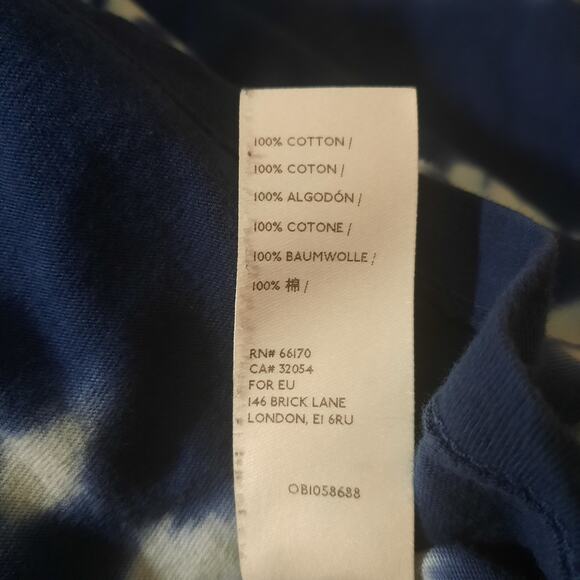 100% COTTON /
100% COTON /
100% ALGODÓN /
100% COTONE /
100% BAUMWOLLE /
100% 棉 /
RN# 66170
CA# 32054
FOR EU
146 BRICK LANE
LONDON, E1 6RU
OB1058688